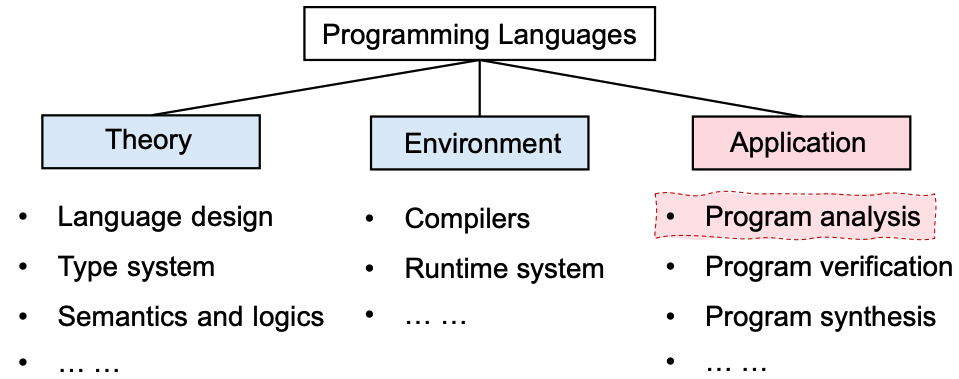 Programming Languages
Theory
• Language design
• Type system
• Semantics and logics
• … …
Environment
• Compilers
• Runtime system
• … …
Application
• Program analysis
• Program verification
• Program synthesis
• … …